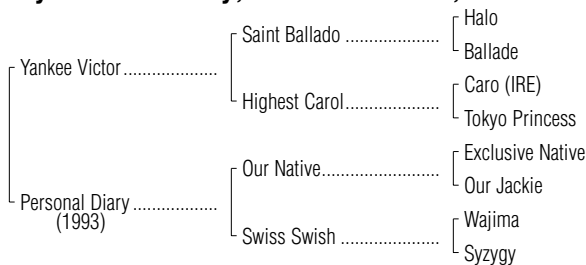 Halo
Saint Ballado ....................
Ballade
Yankee Victor ....................
Caro (IRE)
Highest Carol ....................
Tokyo Princess
Exclusive Native
Our Native .........................
Our Jackie
Personal Diary ..................
(1993)
Wajima
Swiss Swish .....................
Syzygy